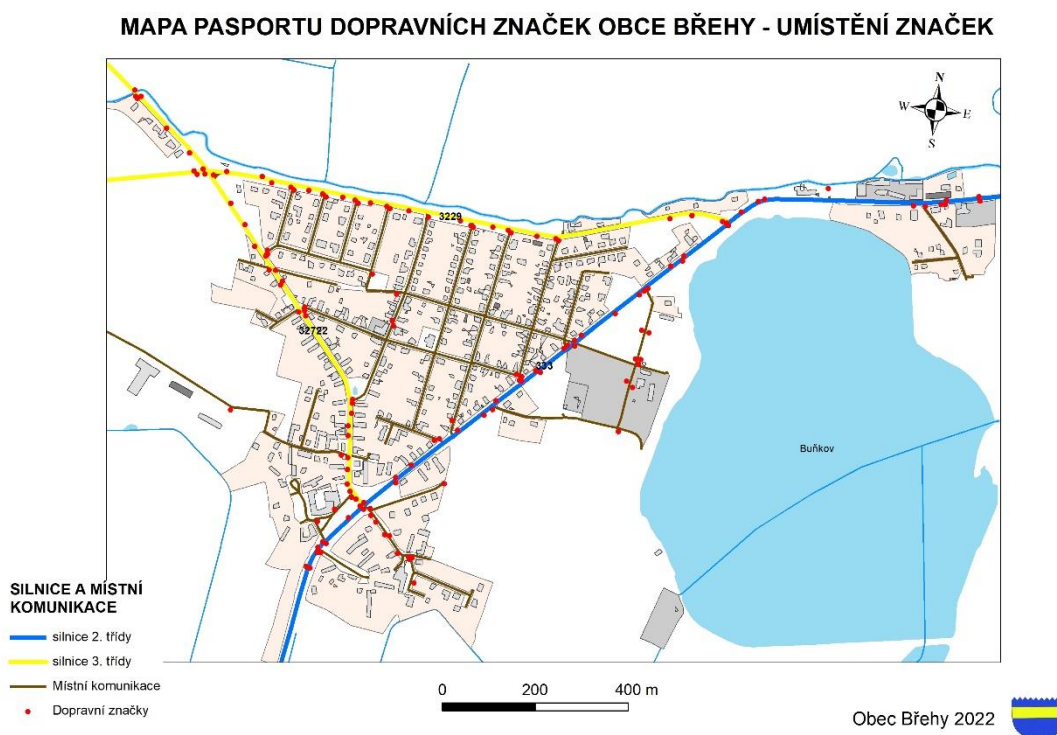 MAPA PASPORTU DOPRAVNÍCH ZNAČEK OBCE BŘEHY - UMÍSTĚNÍ ZNAČEK
N
W
E
S
3229
32722
333
Buňkov
SILNICE A MÍSTNÍ
KOMUNIKACE
silnice 2. třídy
silnice 3. třídy
Místní komunikace
Dopravní značky
0 200 400 m
Obec Břehy 2022